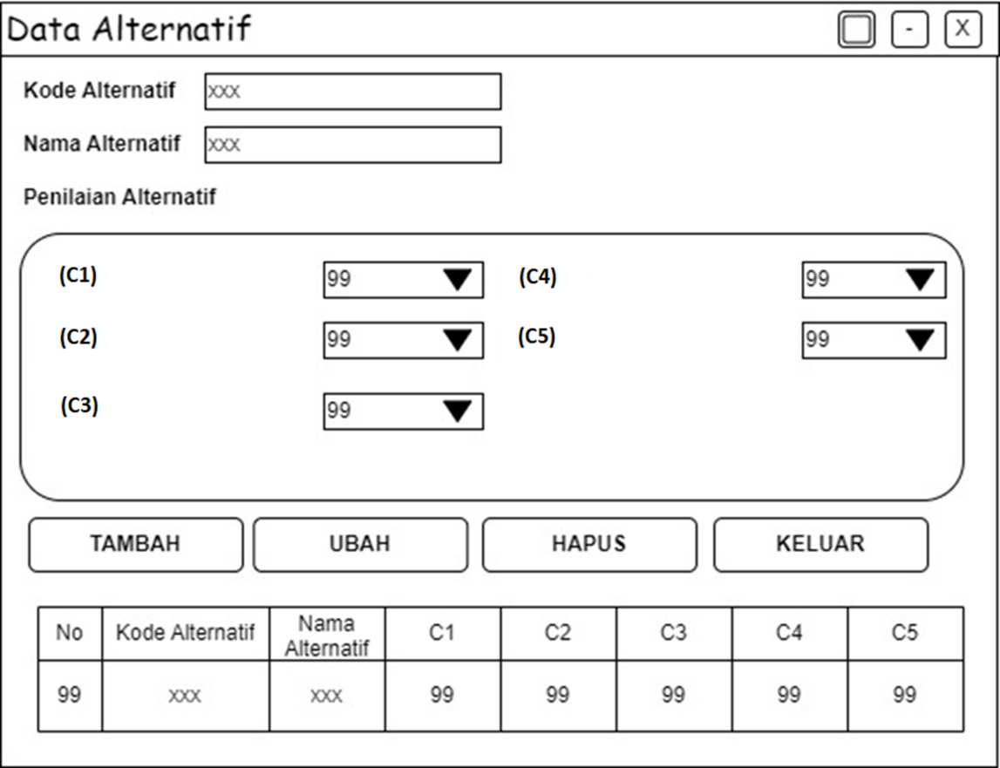 Data Alternatif - X
Kode Alternatif xxx
Nama Alternatif xxx
Penilaian Alternatif
(C1) 99 (C4) 99
(C2) 99 (C5) 99
(C3) 99
TAMBAH UBAH HAPUS KELUAR
No Kode Alternatif Nama Alternatif C1 C2 C3 C4 C5
99 xxx xxx 99 99 99 99 99